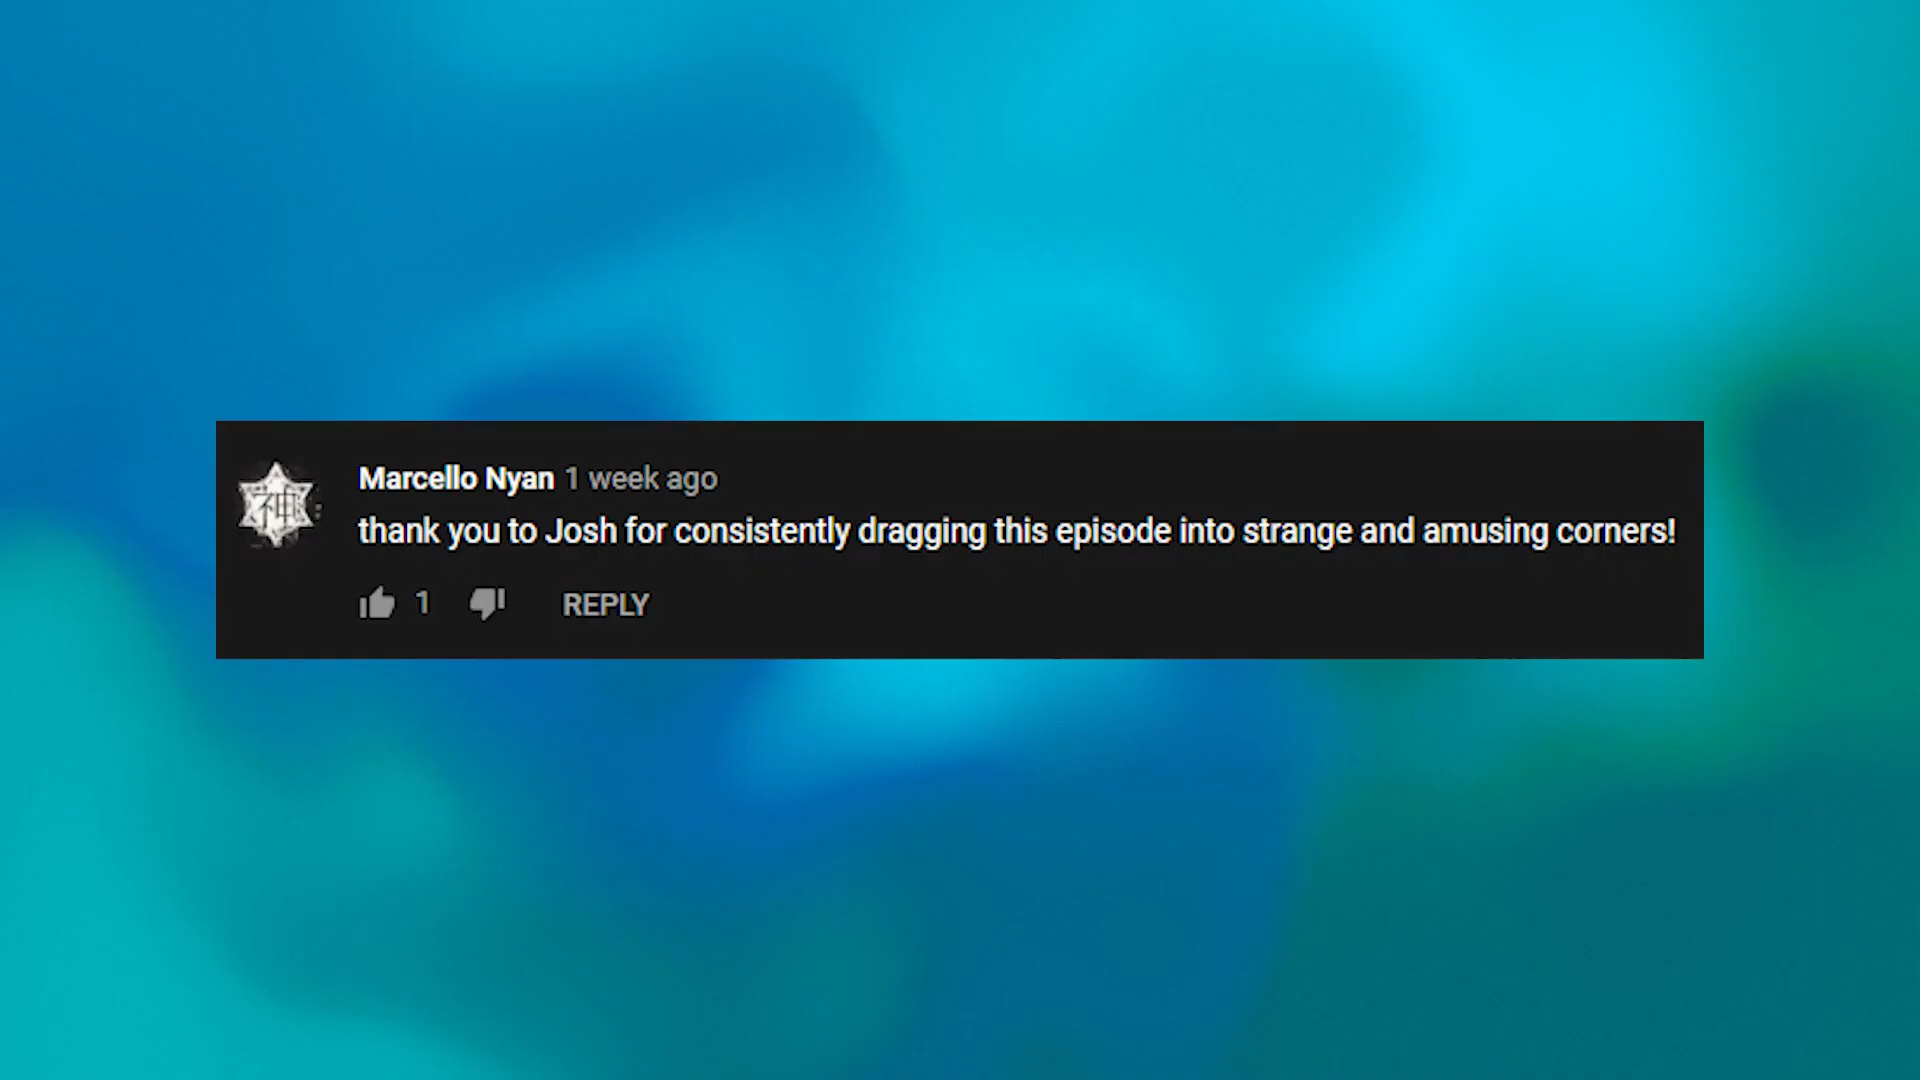 Marcello Nyan 1 week ago
thank you to Josh for consistently dragging this episode into strange and amusing corners!
神
1
REPLY